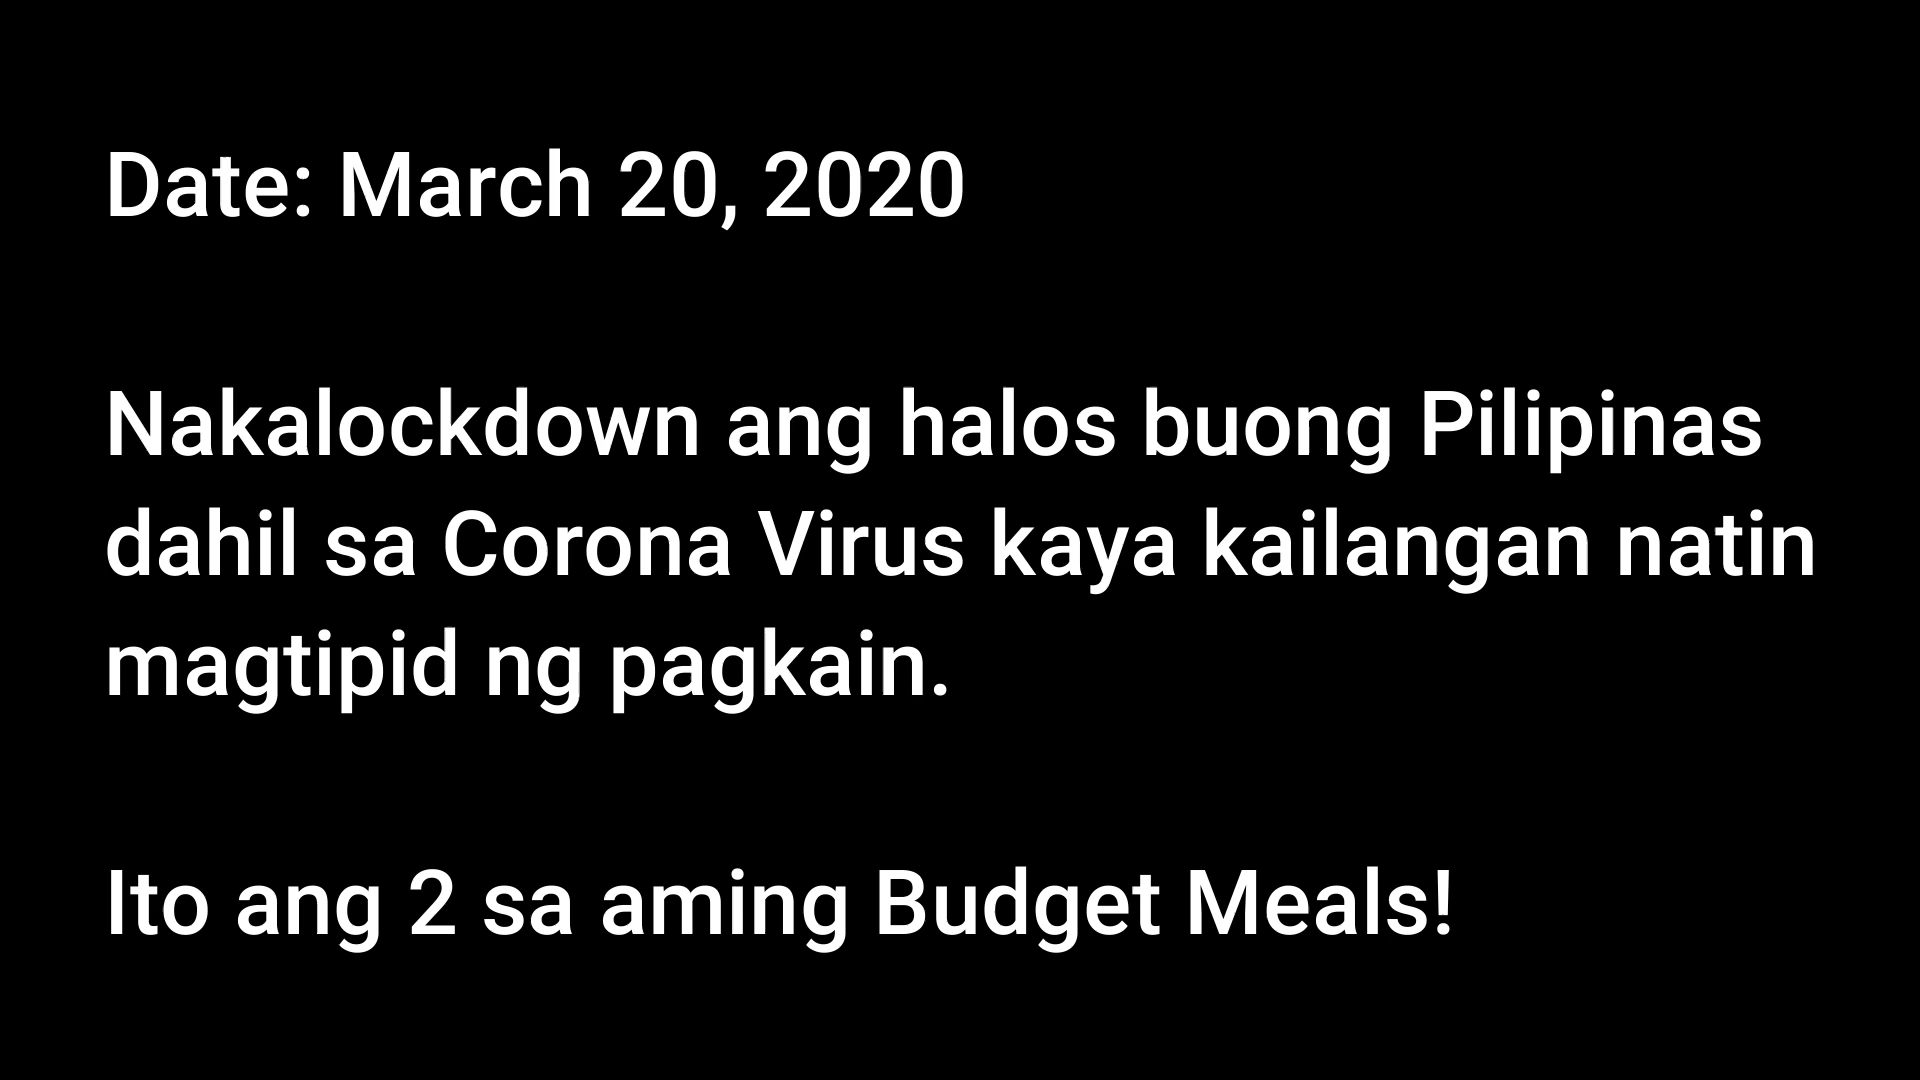 Date: March 20, 2020
Nakalockdown ang halos buong Pilipinas
dahil sa Corona Virus kaya kailangan natin
magtipid ng pagkain.
Ito ang 2 sa aming Budget Meals!